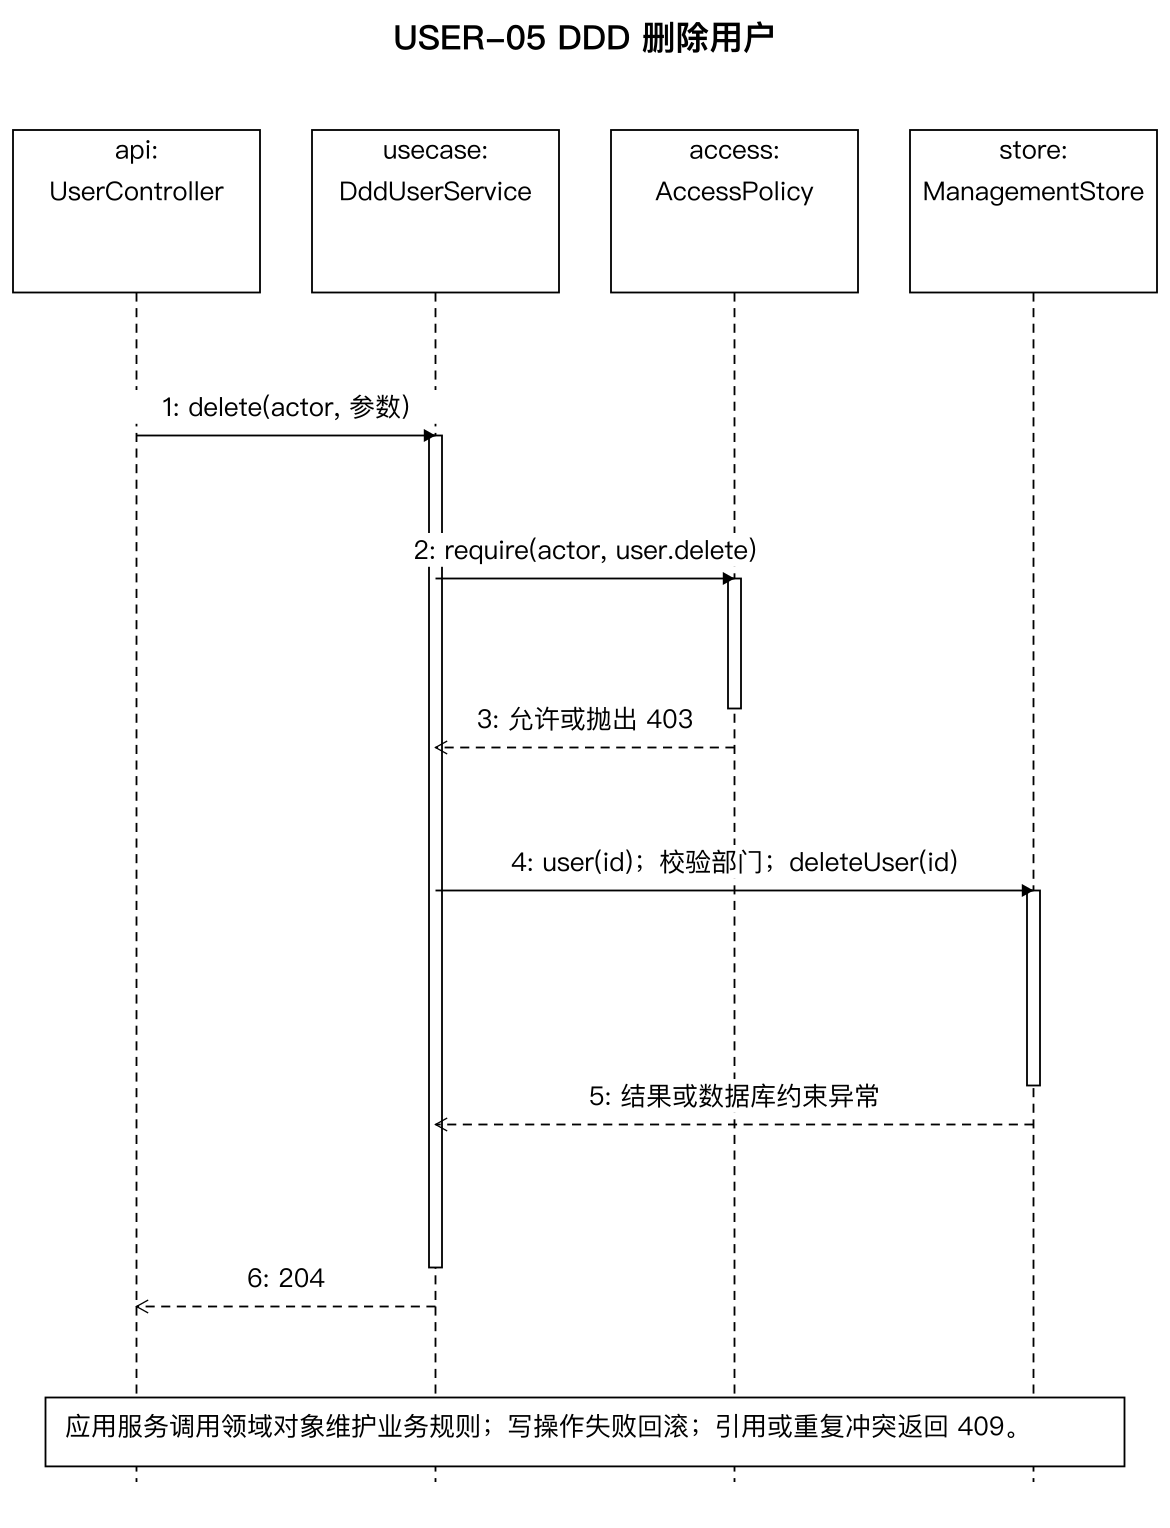 USER–05 DDD 删除用户
api:
UserController
usecase:
DddUserService
access:
AccessPolicy
store:
ManagementStore
1: delete(actor, 参数)
2: require(actor, user.delete)
3: 允许或抛出 403
4: user(id)；校验部门；deleteUser(id)
5: 结果或数据库约束异常
6: 204
应用服务调用领域对象维护业务规则；写操作失败回滚；引用或重复冲突返回 409。